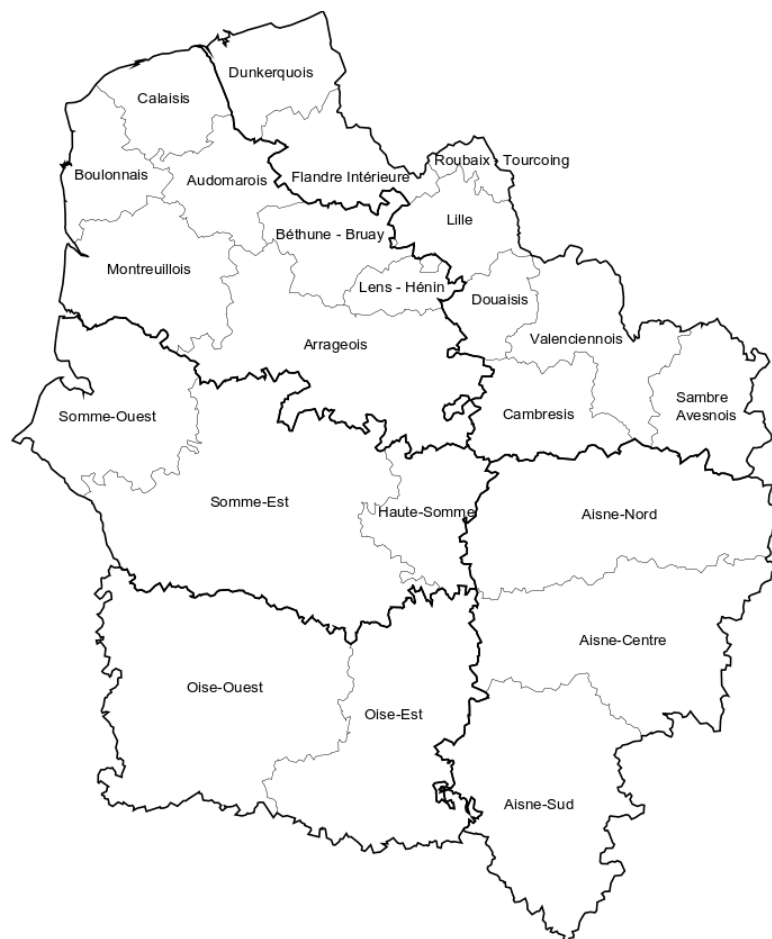 Dunkerquois
Calaisis
Roubaix - Tourcoing
Boulonnais
Audomarois
Flandre Intérieure
Lille
Béthune - Bruay
Montreuillois
Lens - Hénin
Douaisis
Arrageois
Valenciennois
Somme-Ouest
Cambresis
Sambre
Avesnois
Somme-Est
Haute-Somme
Aisne-Nord
Aisne-Centre
Oise-Ouest
Oise-Est
Aisne-Sud